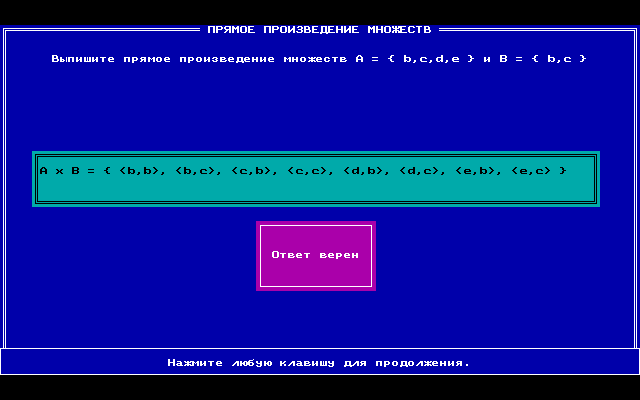 ПРЯМОЕ ПРОИЗВЕДЕНИЕ МНОЖЕСТВ
Выпишите прямое произведение множеств A = { b,c,d,e } и B = { b,c }
A x B = { <b,b>, <b,c>, <c,b>, <c,c>, <d,b>, <d,c>, <e,b>, <e,c> }
Ответ верен
Нажмите любую клавишу для продолжения.